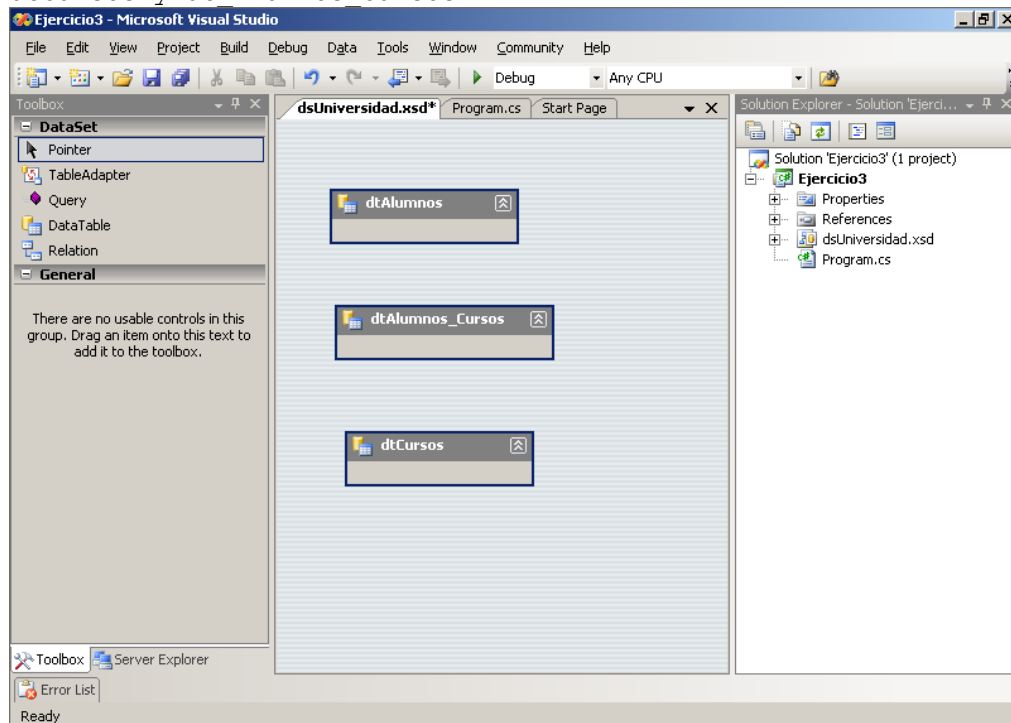 Ejercicio3 - Microsoft Visual Studio
File Edit View Project Build Debug Data Tools Window Community Help
Debug Any CPU
Toolbox
DataSet
Pointer
TableAdapter
Query
DataTable
Relation
General
There are no usable controls in this
group. Drag an item onto this text to
add it to the toolbox.
Toolbox Server Explorer
dsUniversidad.xsd* Program.cs Start Page
dtAlumnos
dtAlumnos_Cursos
dtCursos
Solution Explorer - Solution 'Ejerci...
Solution 'Ejercicio3' (1 project)
Ejercicio3
Properties
References
dsUniversidad.xsd
Program.cs
Error List
Ready